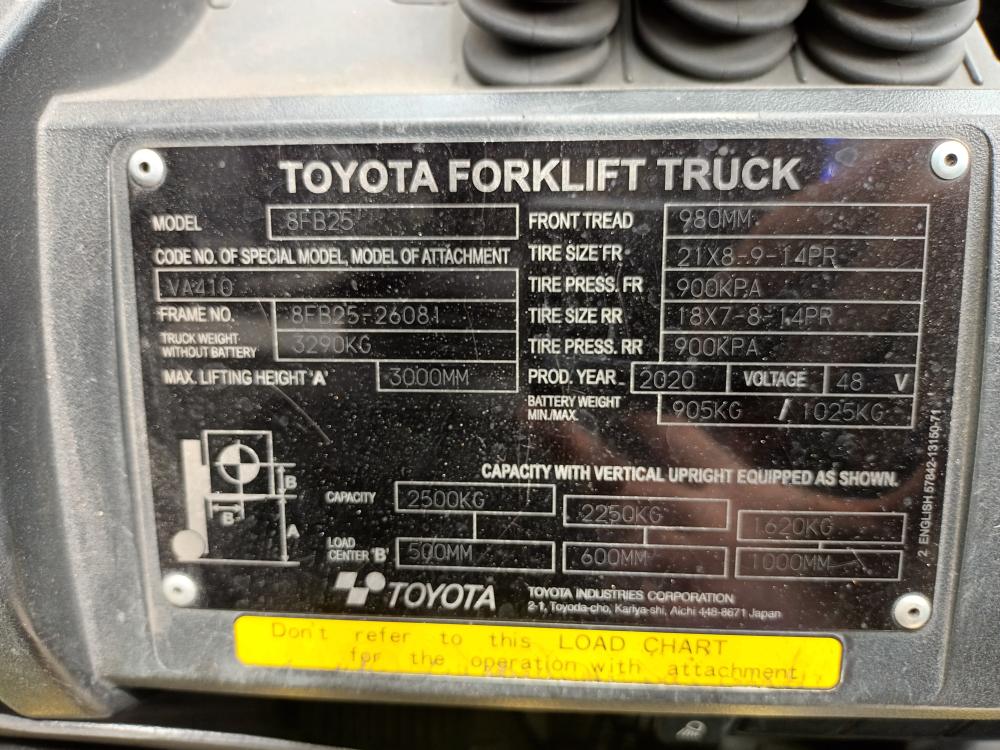 TOYOTA FORKLIFT TRUCK
MODEL 8FB25
CODE NO. OF SPECIAL MODEL, MODEL OF ATTACHMENT
VA410
FRAME NO. 8FB25-26081
TRUCK WEIGHT
WITHOUT BATTERY 3290KG
MAX. LIFTING HEIGHT 'A' 3000MM
FRONT TREAD 980MM
TIRE SIZE FR 21X8-9-14PR
TIRE PRESS. FR 900KPA
TIRE SIZE RR 18X7-8-14PR
TIRE PRESS. RR 900KPA
PROD. YEAR 2020 VOLTAGE 48 V
BATTERY WEIGHT
MIN./MAX. 905KG / 1025KG
CAPACITY WITH VERTICAL UPRIGHT EQUIPPED AS SHOWN.
B
B
A
CAPACITY 2500KG 2250KG 1620KG
LOAD
CENTER 'B' 500MM 600MM 1000MM
TOYOTA
TOYOTA INDUSTRIES CORPORATION
2-1, Toyoda-cho, Kariya-shi, Aichi 448-8671 Japan
2 ENGLISH 57842-13150-71
Don't refer to this LOAD CHART
for the operation with attachment